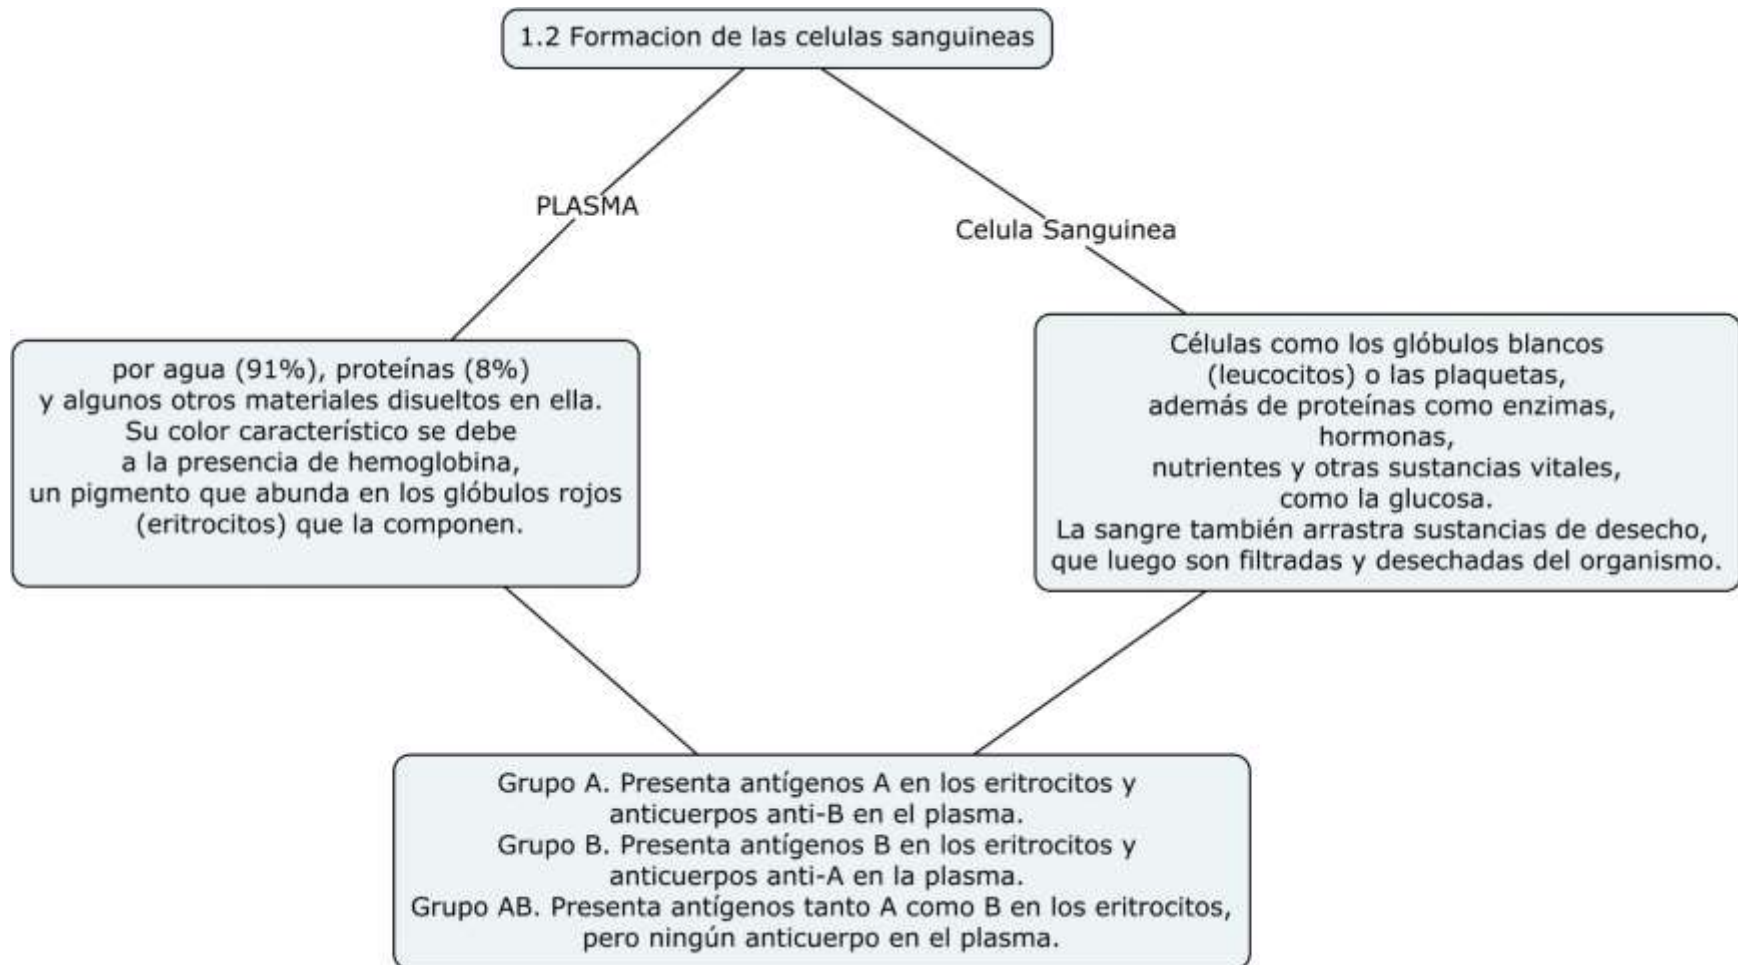 1.2 Formacion de las celulas sanguineas
PLASMA
Celula Sanguinea
por agua (91%), proteínas (8%)
y algunos otros materiales disueltos en ella.
Su color característico se debe
a la presencia de hemoglobina,
un pigmento que abunda en los glóbulos rojos
(eritrocitos) que la componen.
Células como los glóbulos blancos
(leucocitos) o las plaquetas,
además de proteínas como enzimas,
hormonas,
nutrientes y otras sustancias vitales,
como la glucosa.
La sangre también arrastra sustancias de desecho,
que luego son filtradas y desechadas del organismo.
Grupo A. Presenta antígenos A en los eritrocitos y
anticuerpos anti-B en el plasma.
Grupo B. Presenta antígenos B en los eritrocitos y
anticuerpos anti-A en la plasma.
Grupo AB. Presenta antígenos tanto A como B en los eritrocitos,
pero ningún anticuerpo en el plasma.